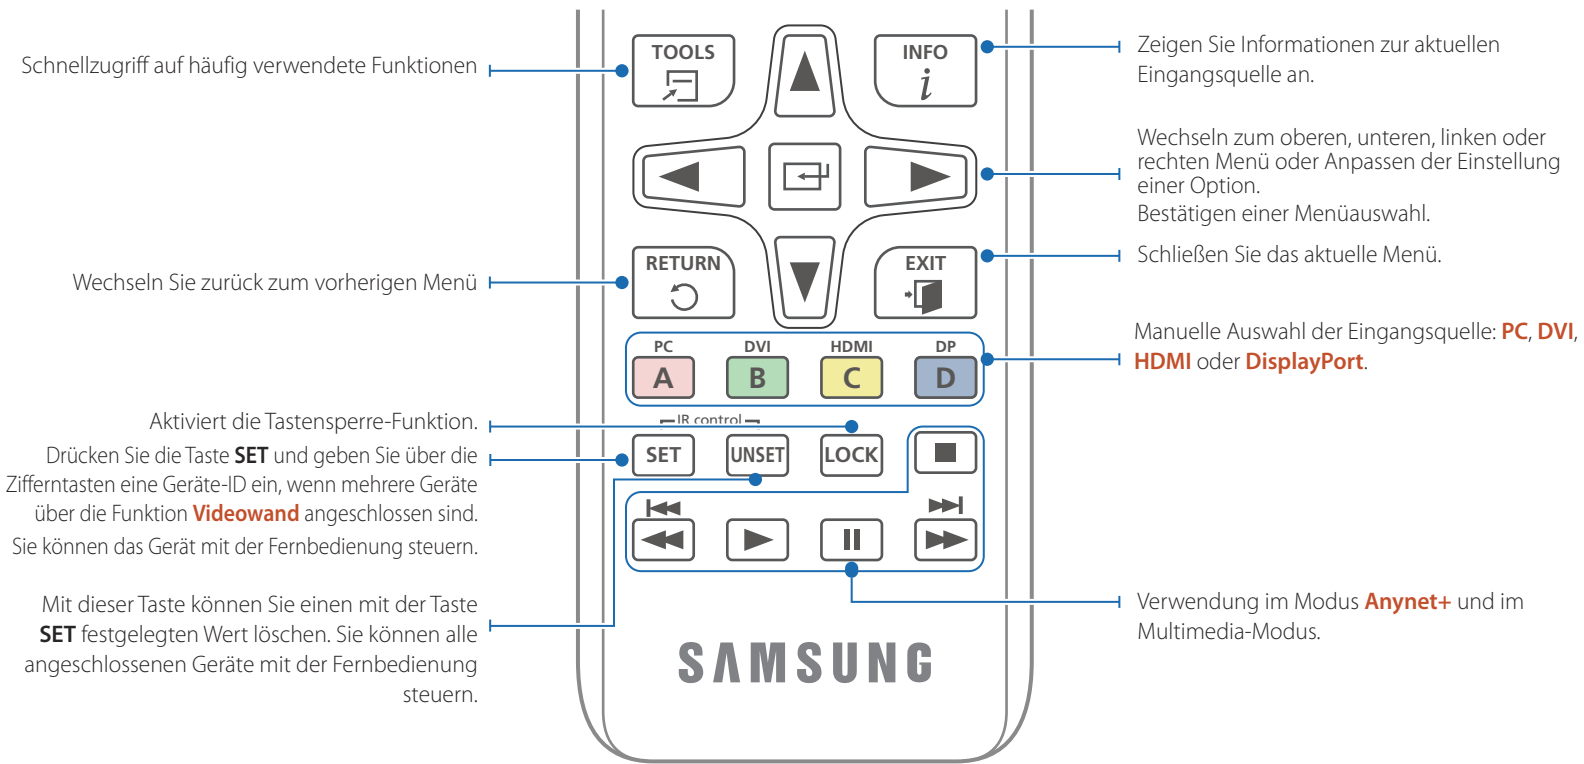 TOOLS
INFO
i
Schnellzugriff auf häufig verwendete Funktionen
Zeigen Sie Informationen zur aktuellen
Eingangsquelle an.
Wechseln zum oberen, unteren, linken oder
rechten Menü oder Anpassen der Einstellung
einer Option.
Bestätigen einer Menüauswahl.
RETURN
EXIT
Wechseln Sie zurück zum vorherigen Menü
Schließen Sie das aktuelle Menü.
PC
DVI
HDMI
DP
A
B
C
D
Manuelle Auswahl der Eingangsquelle: PC, DVI,
HDMI oder DisplayPort.
Aktiviert die Tastensperre-Funktion.
IR control
SET
UNSET
LOCK
Drücken Sie die Taste SET und geben Sie über die
Zifferntasten eine Geräte-ID ein, wenn mehrere Geräte
über die Funktion Videowand angeschlossen sind.
Sie können das Gerät mit der Fernbedienung steuern.
Mit dieser Taste können Sie einen mit der Taste
SET festgelegten Wert löschen. Sie können alle
angeschlossenen Geräte mit der Fernbedienung
steuern.
Verwendung im Modus Anynet+ und im
Multimedia-Modus.
SAMSUNG